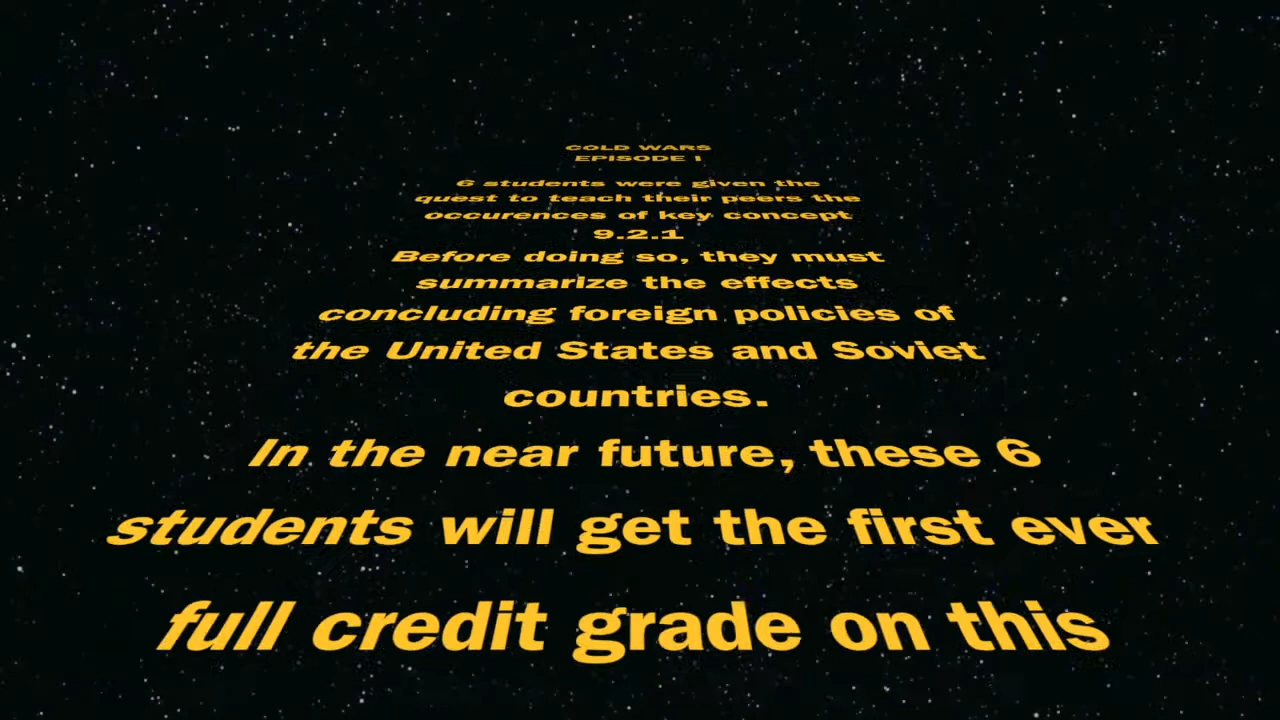 COLD WARS
EPISODE I
6 students were given the
quest to teach their peers the
occurences of key concept
9.2.1
Before doing so, they must
summarize the effects
concluding foreign policies of
the United States and Soviet
countries.
In the near future, these 6
students will get the first ever
full credit grade on this